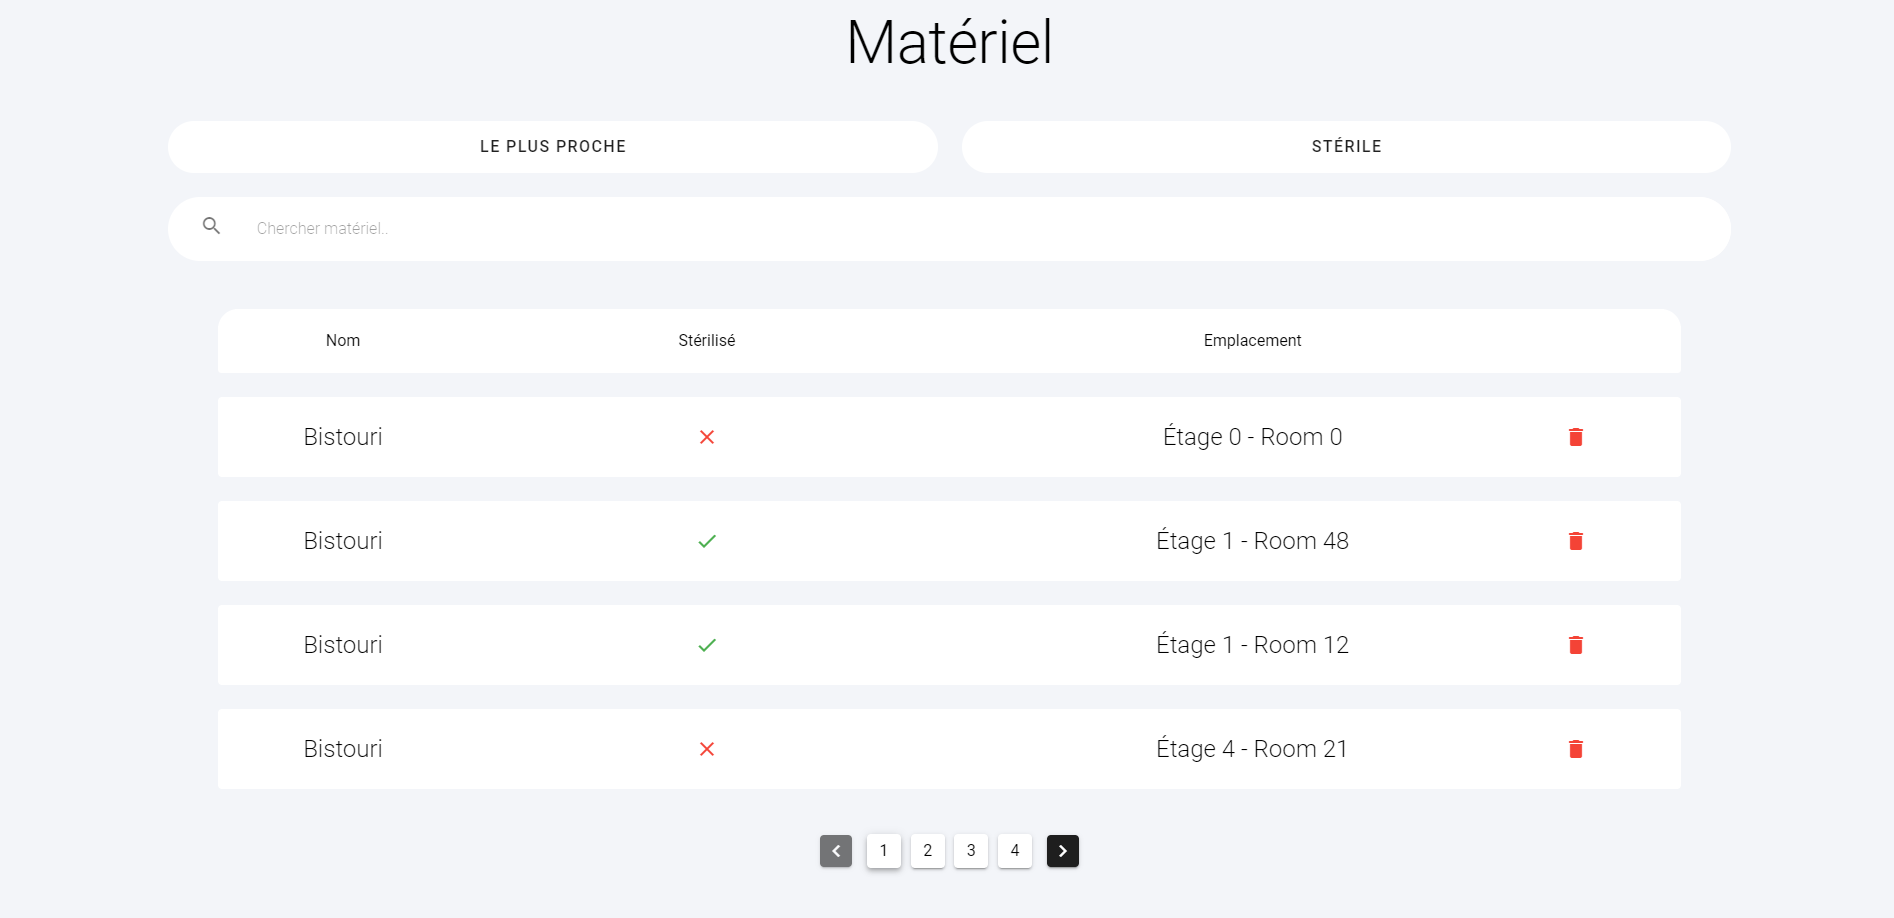 Matériel
LE PLUS PROCHE STÉRILE
Chercher matériel..
Nom Stérilisé Emplacement
Bistouri Étage 0 - Room 0
Bistouri Étage 1 - Room 48
Bistouri Étage 1 - Room 12
Bistouri Étage 4 - Room 21
1 2 3 4